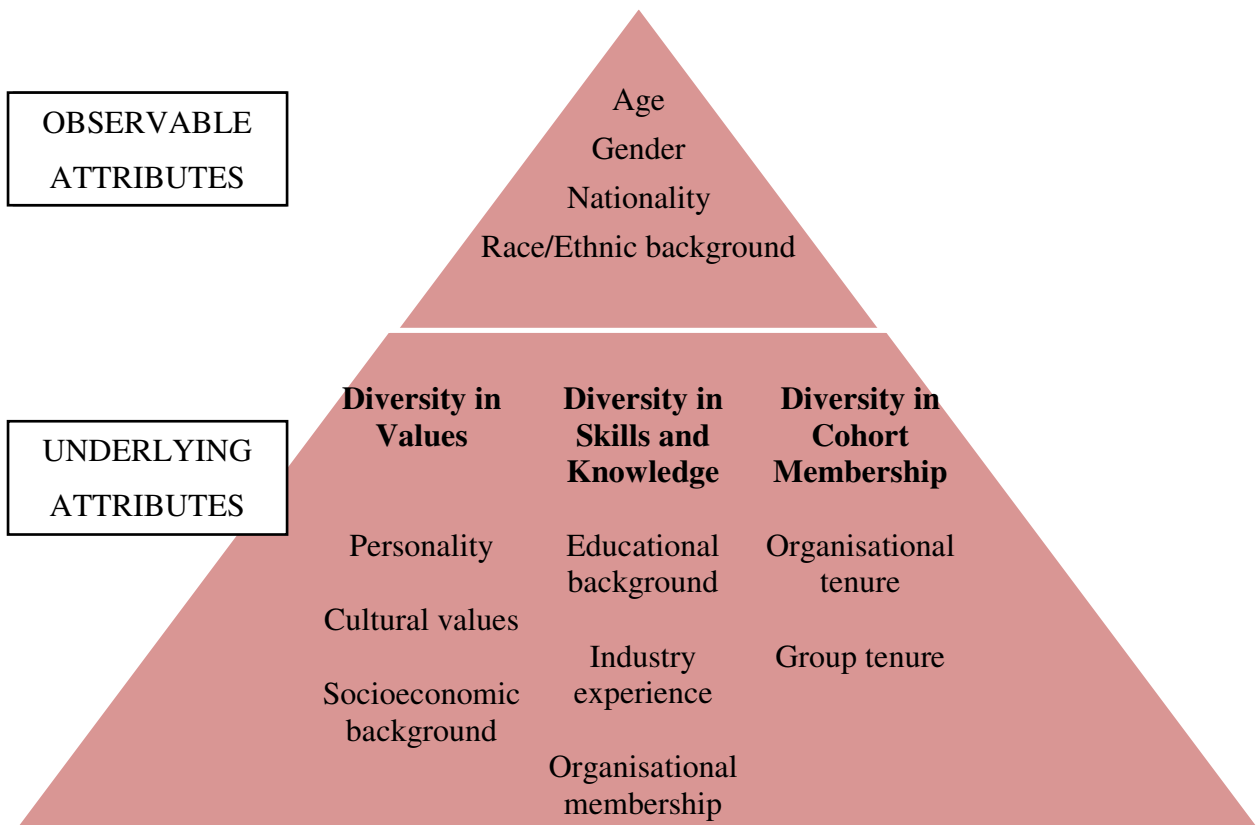 OBSERVABLE
ATTRIBUTES
Age
Gender
Nationality
Race/Ethnic background
UNDERLYING
ATTRIBUTES
Diversity in
Values
Personality
Cultural values
Socioeconomic
background
Diversity in
Skills and
Knowledge
Educational
background
Industry
experience
Organisational
membership
Diversity in
Cohort
Membership
Organisational
tenure
Group tenure